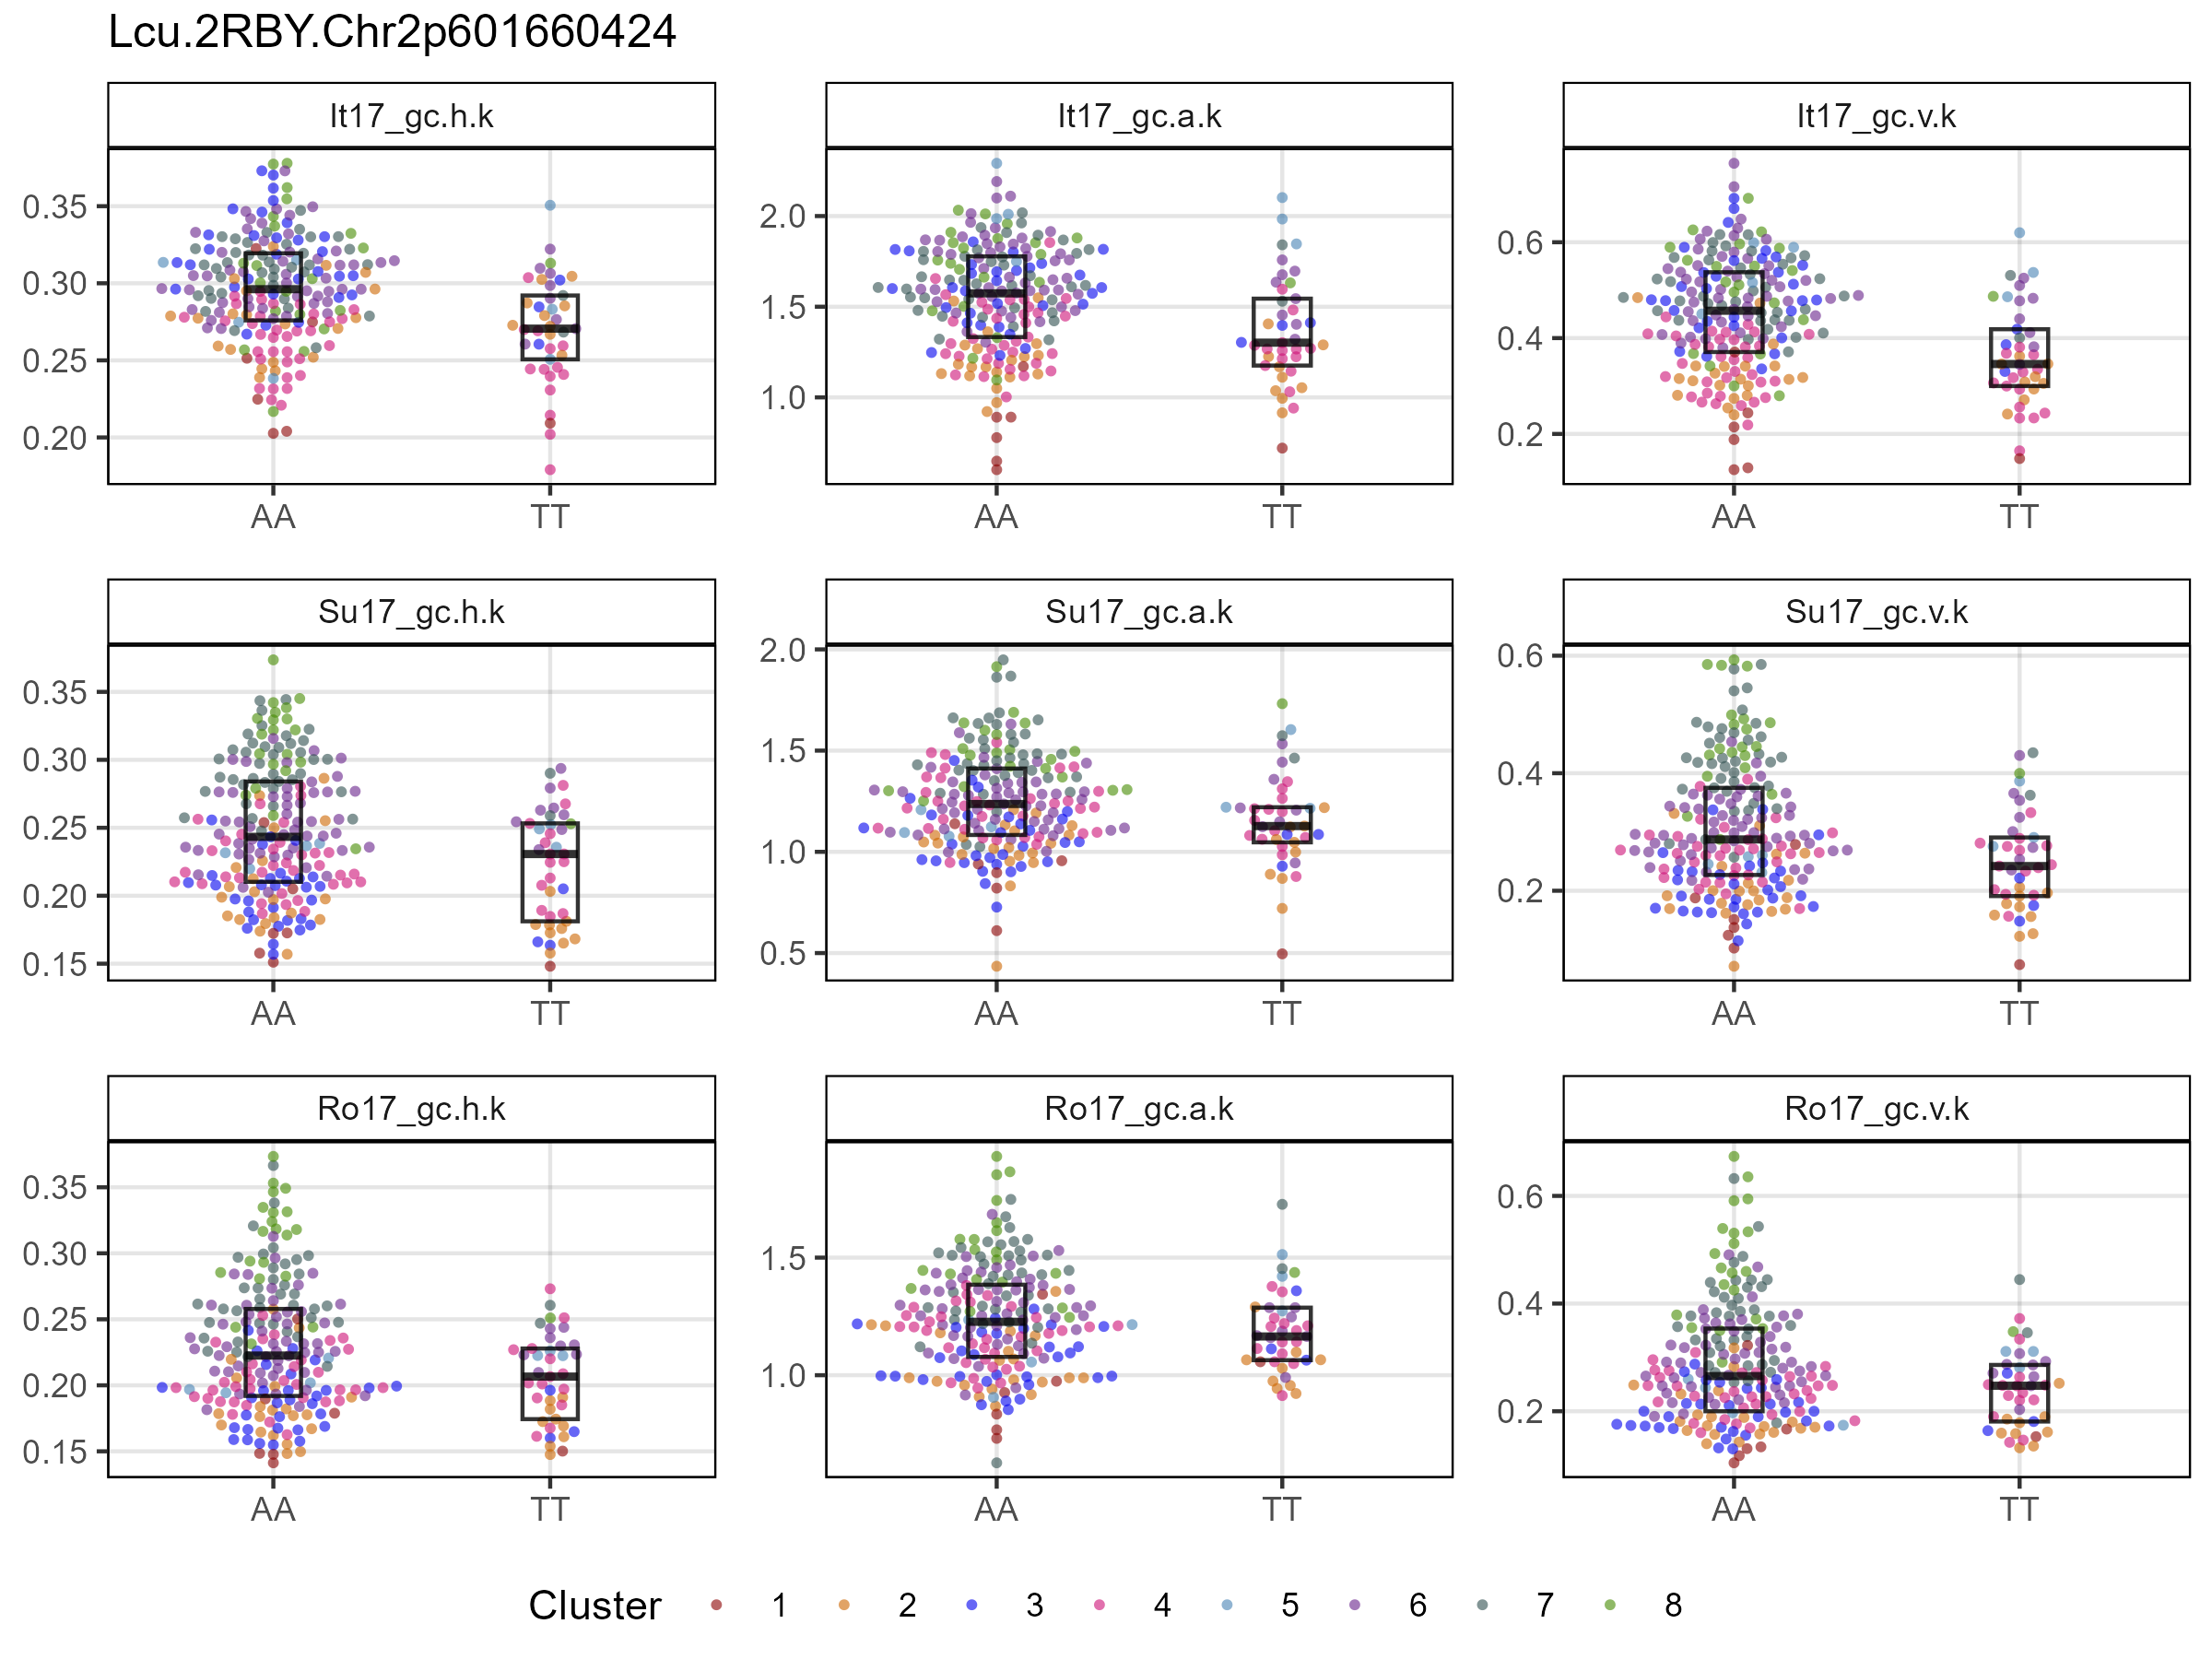 Lcu.2RBY.Chr2p601660424
It17_gc.h.k
It17_gc.a.k
It17_gc.v.k
0.35
0.30
0.25
0.20
AA
TT
2.0
1.5
1.0
AA
TT
0.6
0.4
0.2
AA
TT
Su17_gc.h.k
Su17_gc.a.k
Su17_gc.v.k
0.35
0.30
0.25
0.20
0.15
AA
TT
2.0
1.5
1.0
0.5
AA
TT
0.6
0.4
0.2
AA
TT
Ro17_gc.h.k
Ro17_gc.a.k
Ro17_gc.v.k
0.35
0.30
0.25
0.20
0.15
AA
TT
1.5
1.0
AA
TT
0.6
0.4
0.2
AA
TT
Cluster 1 2 3 4 5 6 7 8